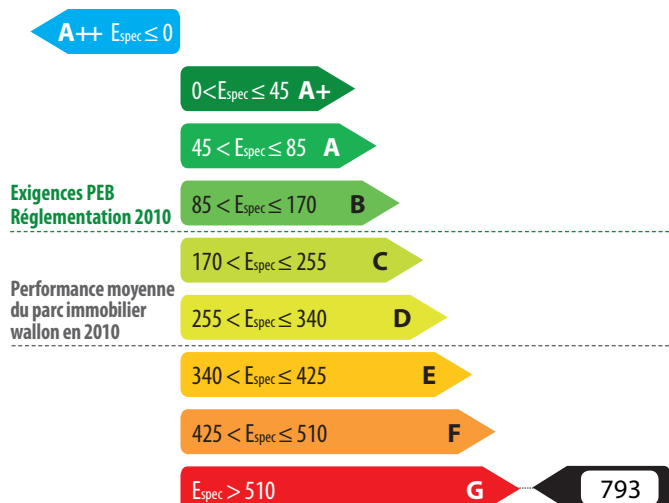 A++ Espec ≤ 0
0<Espec ≤ 45 A+
45 < Espec ≤ 85 A
Exigences PEB
Réglementation 2010
85 < Espec ≤ 170 B
170 < Espec ≤ 255 C
Performance moyenne
du parc immobilier
wallon en 2010
255 < Espec ≤ 340 D
340 < Espec ≤ 425 E
425 < Espec ≤ 510 F
Espec > 510 G
793